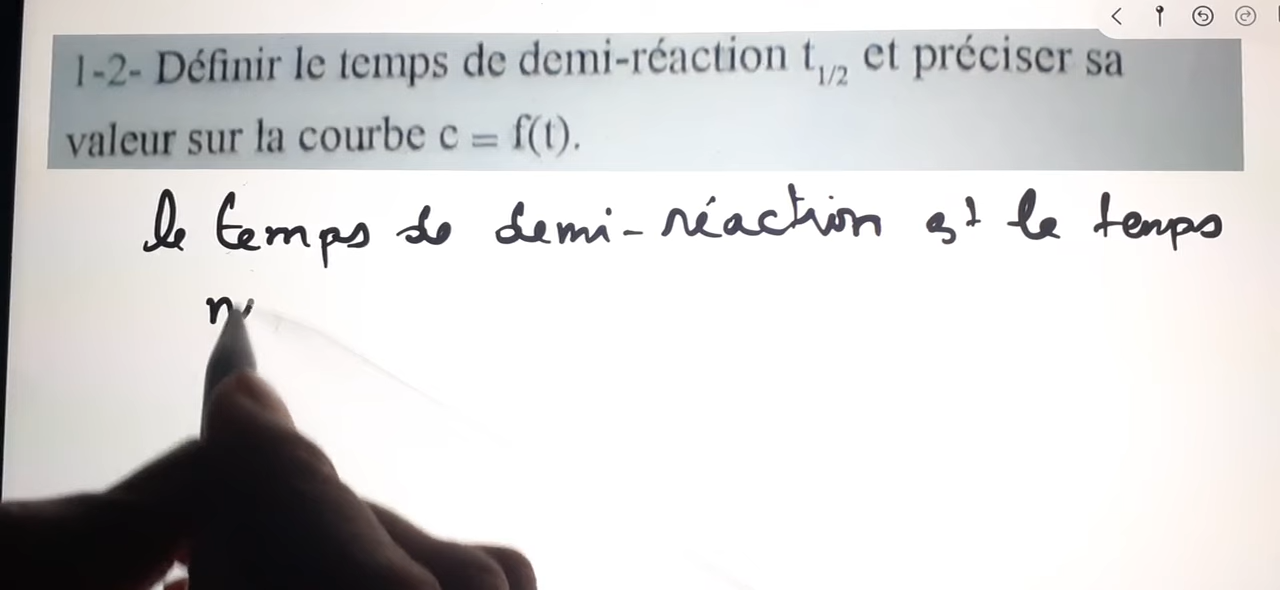 1-2- Définir le temps de demi-réaction t1/2 et préciser sa
valeur sur la courbe c = f(t).
le temps de demi-réaction est le temps